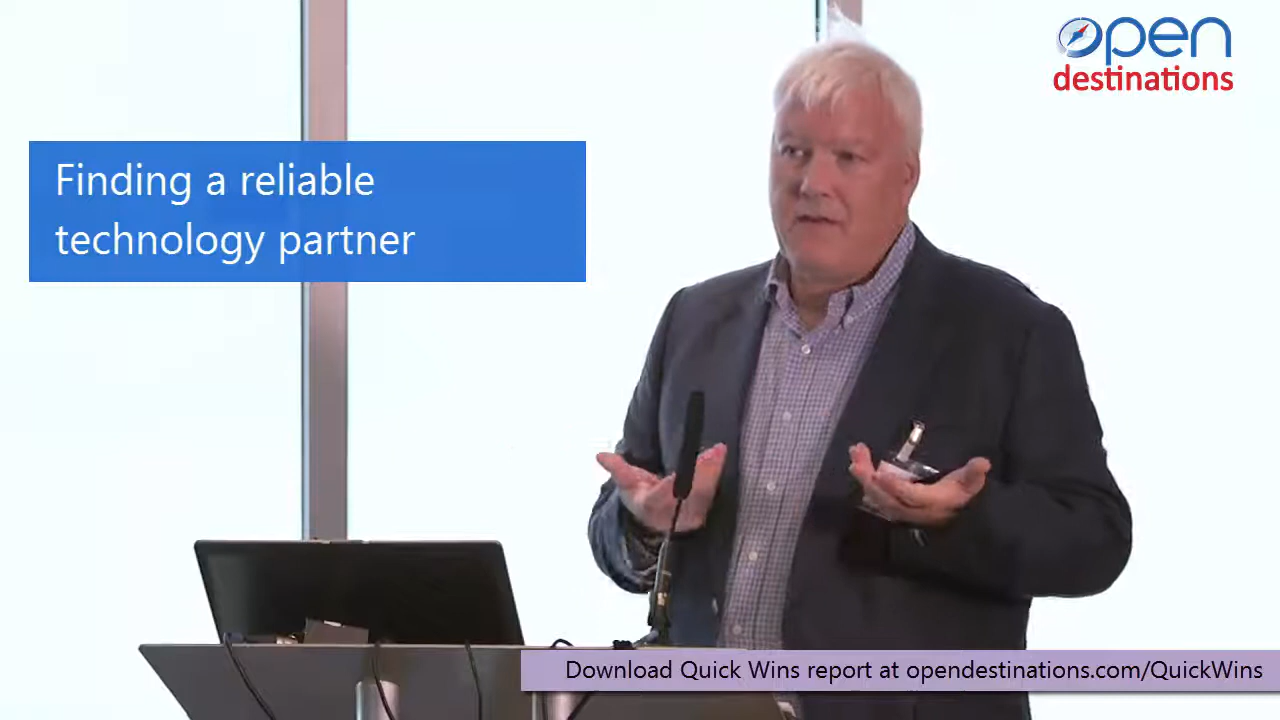 open
destinations
Finding a reliable
technology partner
Download Quick Wins report at opendestinations.com/QuickWins